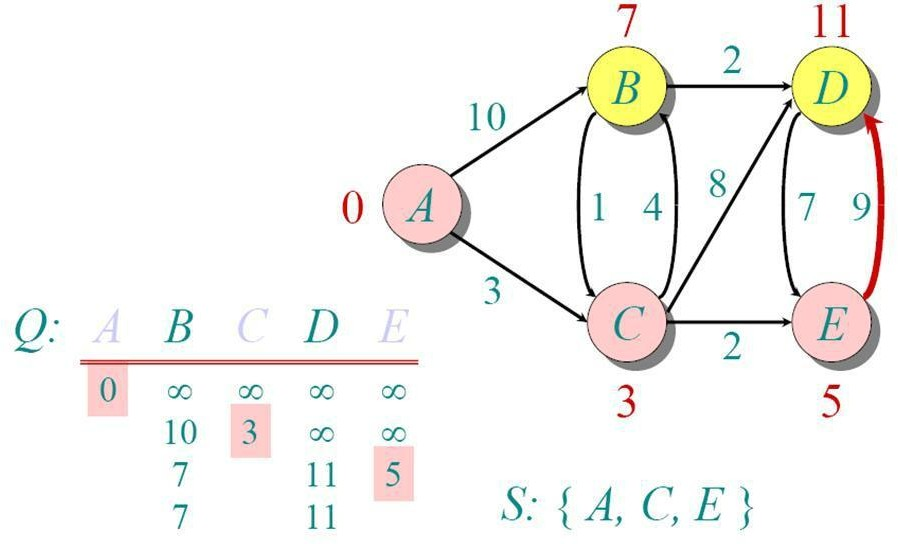 7 11
B 2 D
10
0 A 1 4 8 7 9
3
Q: A B C D E
C 2 E
0 ∞ ∞ ∞ ∞
3 5
10 3 ∞ ∞
7 11 5
7 11
S: { A, C, E }